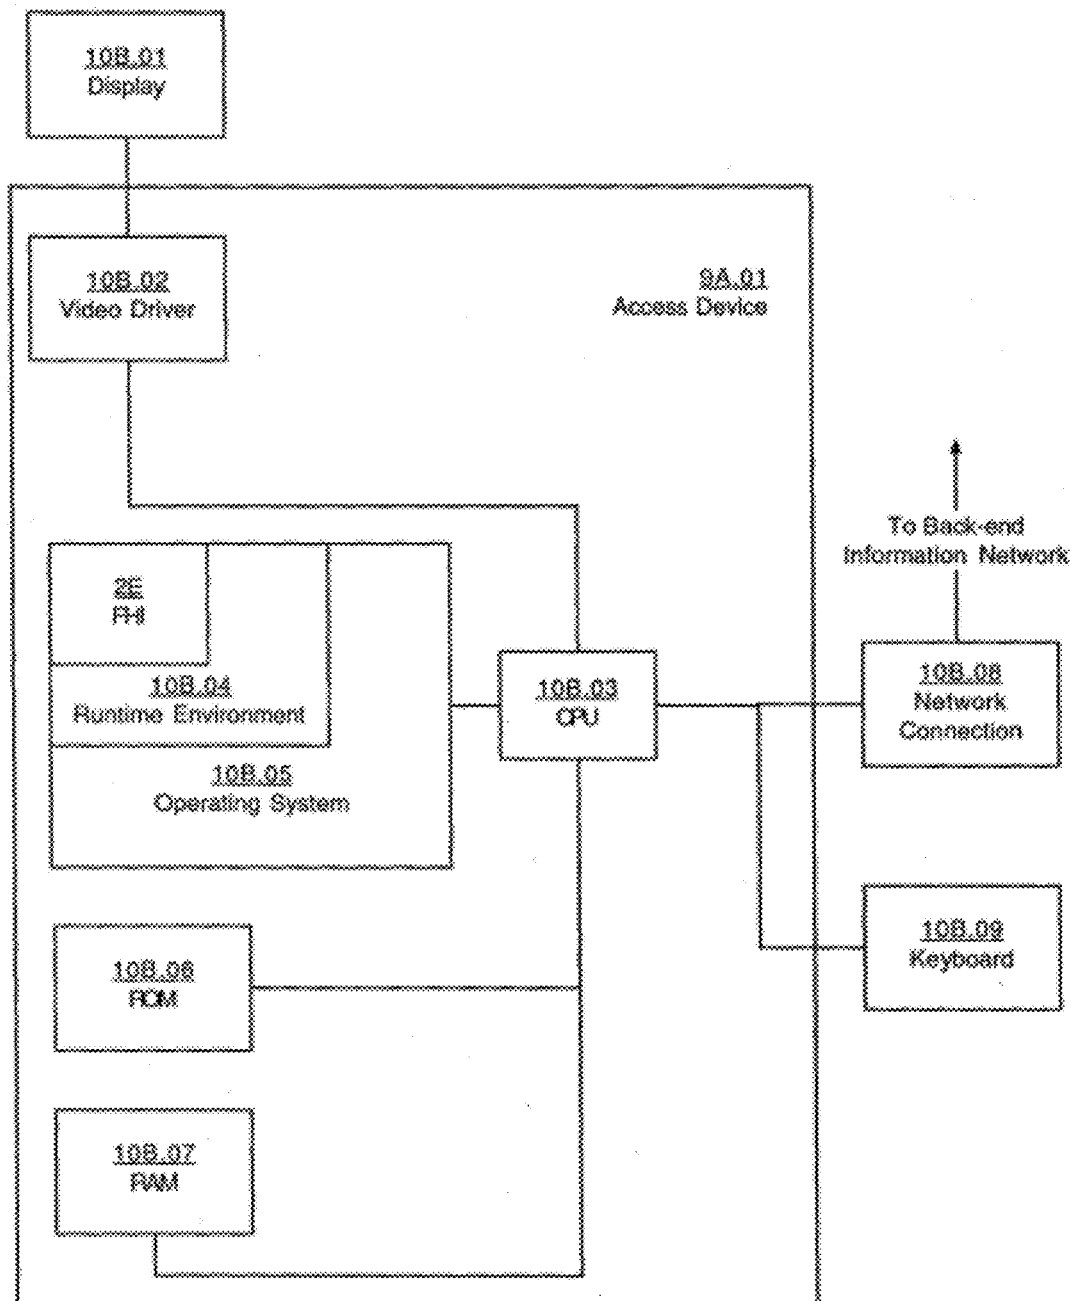 10B.01
Display
10B.02
Video Driver
9A.01
Access Device
To Back-end
Information Network
2E
FHI
10B.04
Runtime Environment
10B.03
CPU
10B.08
Network
Connection
10B.05
Operating System
10B.06
ROM
10B.09
Keyboard
10B.07
RAM